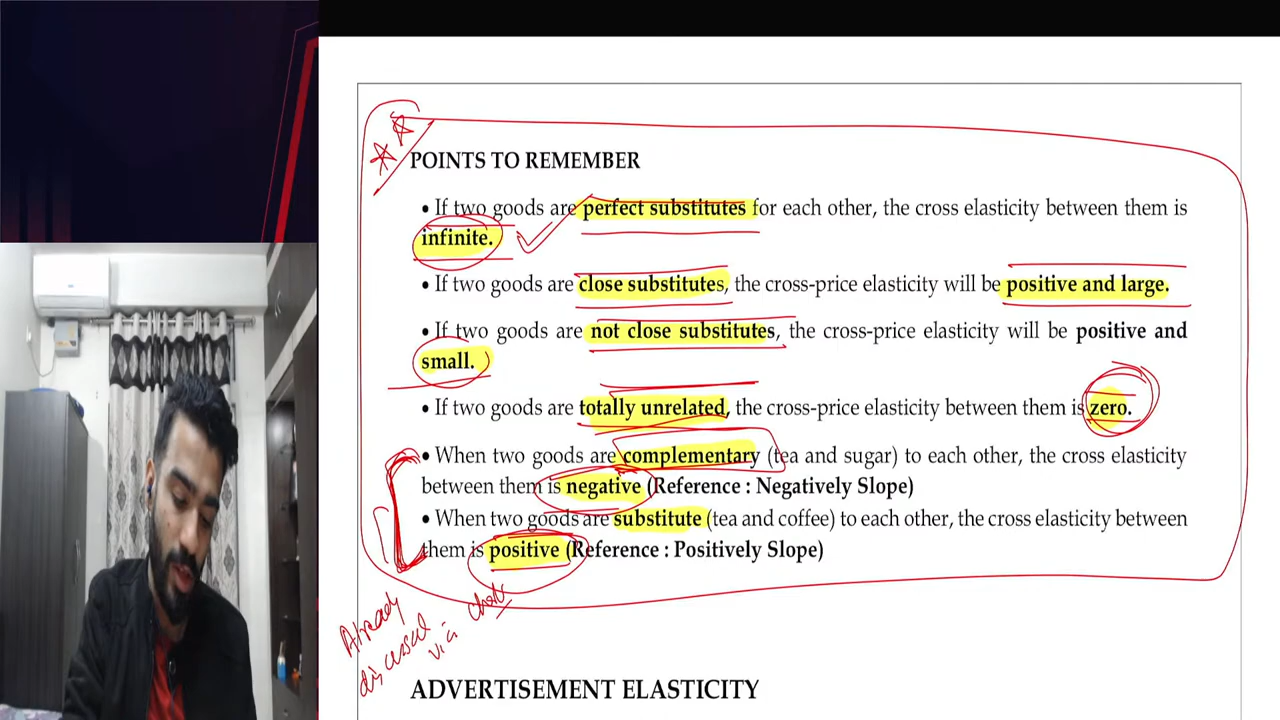 POINTS TO REMEMBER
• If two goods are perfect substitutes for each other, the cross elasticity between them is
infinite.
• If two goods are close substitutes, the cross-price elasticity will be positive and large.
• If two goods are not close substitutes, the cross-price elasticity will be positive and
small. )
• If two goods are totally unrelated, the cross-price elasticity between them is zero.
• When two goods are complementary (tea and sugar) to each other, the cross elasticity
between them is negative (Reference : Negatively Slope)
• When two goods are substitute (tea and coffee) to each other, the cross elasticity between
them is positive (Reference : Positively Slope)
Already
via
ADVERTISEMENT ELASTICITY